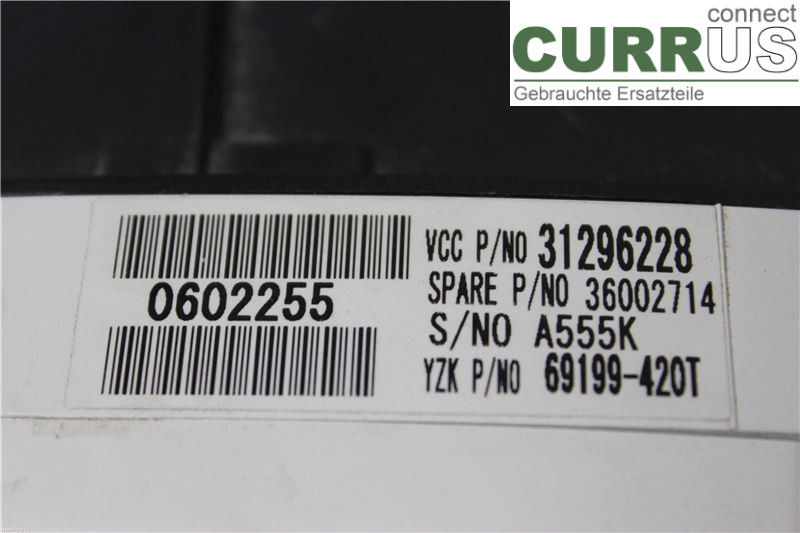 connect
CURRUS
Gebrauchte Ersatzteile
0602255
VCC P/NO 31296228
SPARE P/NO 36002714
S/NO A555K
YZK P/NO 69199-420T